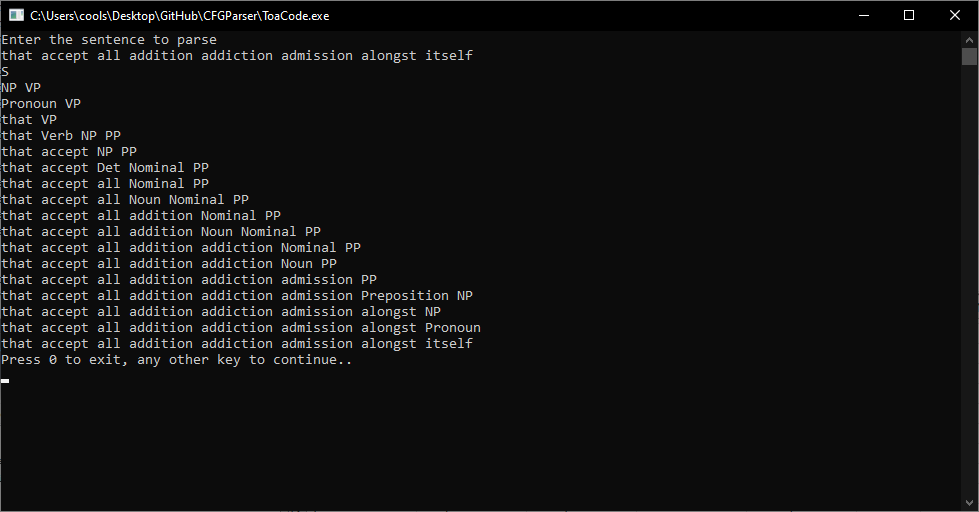 C:\Users\cools\Desktop\GitHub\CFGParser\ToaCode.exe
Enter the sentence to parse
that accept all addition addiction admission alongst itself
S
NP VP
Pronoun VP
that VP
that Verb NP PP
that accept NP PP
that accept Det Nominal PP
that accept all Nominal PP
that accept all Noun Nominal PP
that accept all addition Nominal PP
that accept all addition Noun Nominal PP
that accept all addition addiction Nominal PP
that accept all addition addiction Noun PP
that accept all addition addiction admission PP
that accept all addition addiction admission Preposition NP
that accept all addition addiction admission alongst NP
that accept all addition addiction admission alongst Pronoun
that accept all addition addiction admission alongst itself
Press 0 to exit, any other key to continue..